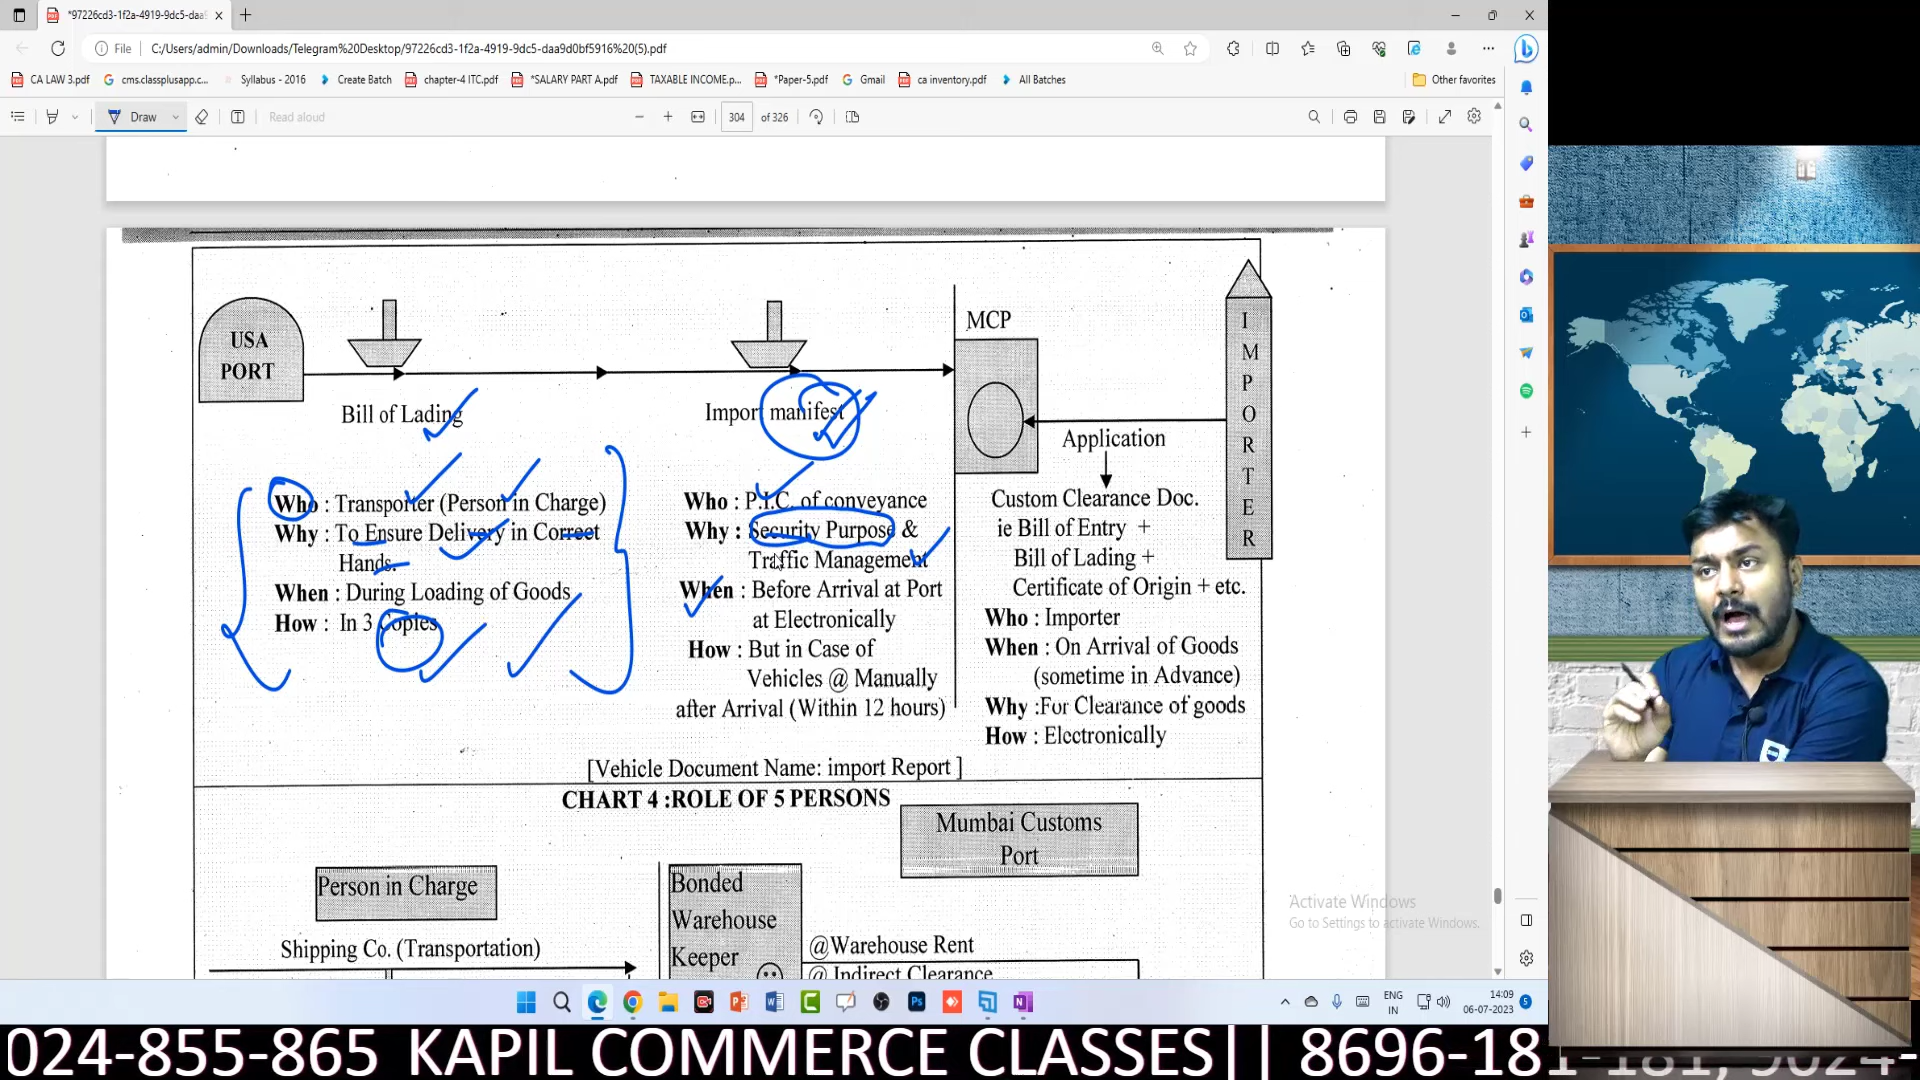 *97226cd3-1f2a-4919-9dc5-daa9
File
C:/Users/admin/Downloads/Telegram%20Desktop/97226cd3-1f2a-4919-9dc5-daa9d0bf5916%20(5).pdf
CA LAW 3.pdf
cms.classplusapp.c...
Syllabus - 2016
Create Batch
chapter-4 ITC.pdf
*SALARY PART A.pdf
TAXABLE INCOME.p...
*Paper-5.pdf
Gmail
ca inventory.pdf
All Batches
Other favorites
Draw
Read aloud
304 of 326
USA
PORT
Bill of Lading
Who : Transporter (Person in Charge)
Why : To Ensure Delivery in Correct
Hands.
When : During Loading of Goods
How : In 3 Copies
Import manifest
Who : P.I.C. of conveyance
Why : Security Purpose &
Traffic Management
When : Before Arrival at Port
at Electronically
How : But in Case of
Vehicles @ Manually
after Arrival (Within 12 hours)
MCP
Application
Custom Clearance Doc.
ie Bill of Entry +
Bill of Lading +
Certificate of Origin + etc.
Who : Importer
When : On Arrival of Goods
(sometime in Advance)
Why :For Clearance of goods
How : Electronically
I
M
P
O
R
T
E
R
[Vehicle Document Name: import Report ]
CHART 4 :ROLE OF 5 PERSONS
Mumbai Customs
Port
Person in Charge
Shipping Co. (Transportation)
Bonded
Warehouse
Keeper
@Warehouse Rent
@ Indirect Clearance
Activate Windows
Go to Settings to activate Windows.
ENG
IN
14:09
06-07-2023
5
024-855-865 KAPIL COMMERCE CLASSES|| 8696-181-181, 9024-